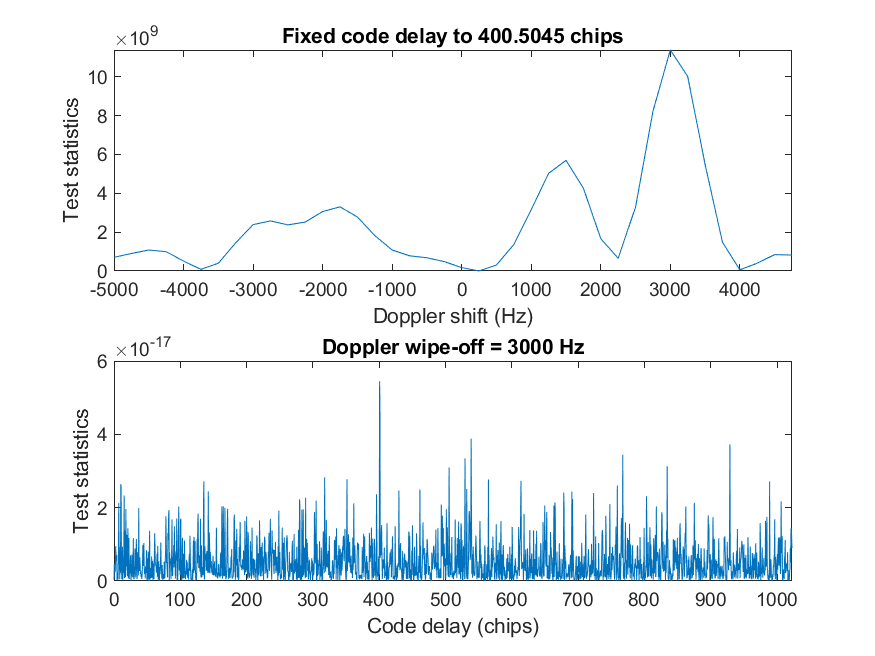 ×10^9
Fixed code delay to 400.5045 chips
Test statistics
10
8
6
4
2
0
-5000 -4000 -3000 -2000 -1000 0 1000 2000 3000 4000
Doppler shift (Hz)
×10^-17
Doppler wipe-off = 3000 Hz
Test statistics
6
4
2
0
0 100 200 300 400 500 600 700 800 900 1000
Code delay (chips)